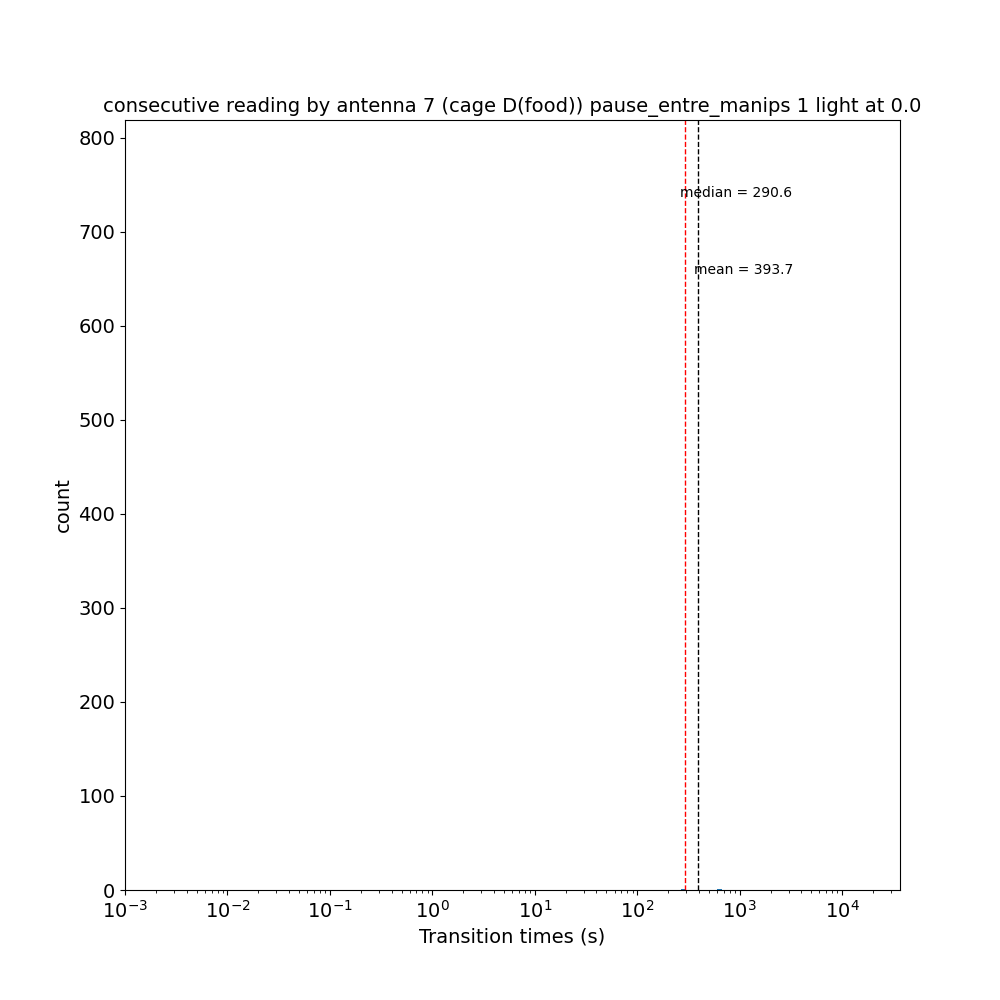 consecutive reading by antenna 7 (cage D(food)) pause_entre_manips 1 light at 0.0
800
700
600
500
400
300
200
100
0
count
median = 290.6
mean = 393.7
10⁻³ 10⁻² 10⁻¹ 10⁰ 10¹ 10² 10³ 10⁴
Transition times (s)